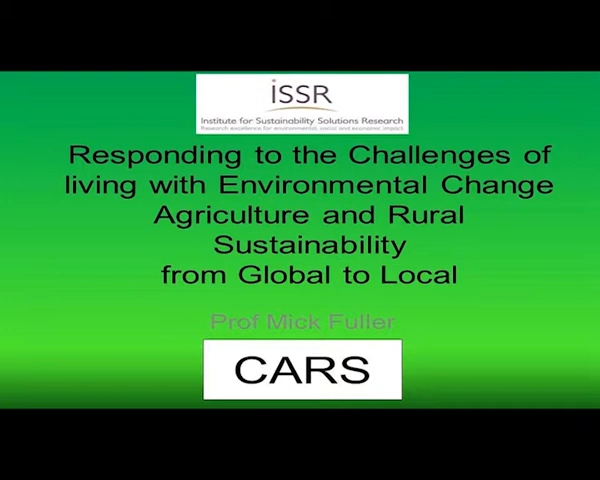 iSSR
Institute for Sustainability Solutions Research
Research excellence for environmental, social and economic impact
Responding to the Challenges of
living with Environmental Change
Agriculture and Rural
Sustainability
from Global to Local
Prof Mick Fuller
CARS